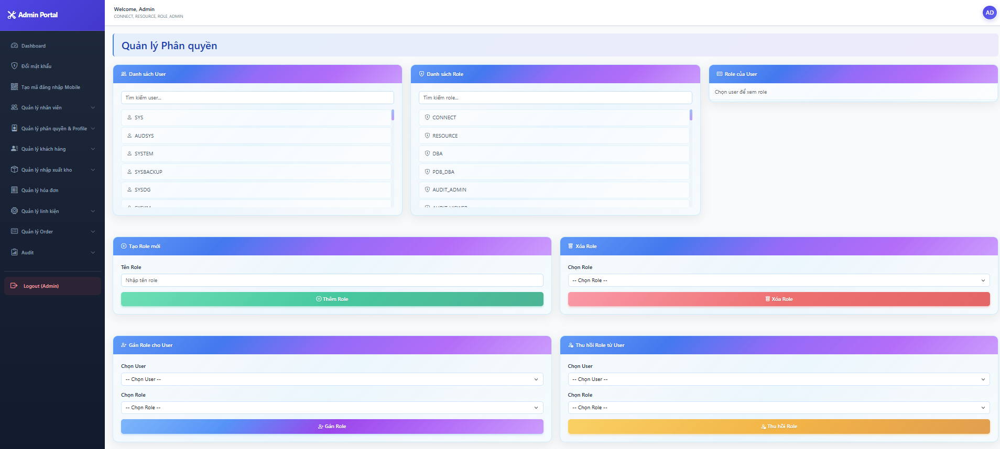 Admin Portal
Dashboard
Đổi mật khẩu
Tạo mã đăng nhập Mobile
Quản lý nhân viên
Quản lý phân quyền & Profile
Quản lý khách hàng
Quản lý nhập xuất kho
Quản lý hóa đơn
Quản lý linh kiện
Quản lý Order
Audit
Logout (Admin)
Welcome, Admin
CONNECT, RESOURCE, ROLE_ADMIN
AD
Quản lý Phân quyền
Danh sách User
Tìm kiếm user...
SYS
AUDSYS
SYSTEM
SYSBACKUP
SYSDG
SYSKM
Danh sách Role
Tìm kiếm role...
CONNECT
RESOURCE
DBA
PDB_DBA
AUDIT_ADMIN
AUDIT_VIEWER
Role của User
Chọn user để xem role
Tạo Role mới
Tên Role
Nhập tên role
Thêm Role
Xóa Role
Chọn Role
-- Chọn Role --
Xóa Role
Gán Role cho User
Chọn User
-- Chọn User --
Chọn Role
-- Chọn Role --
Gán Role
Thu hồi Role từ User
Chọn User
-- Chọn User --
Chọn Role
-- Chọn Role --
Thu hồi Role